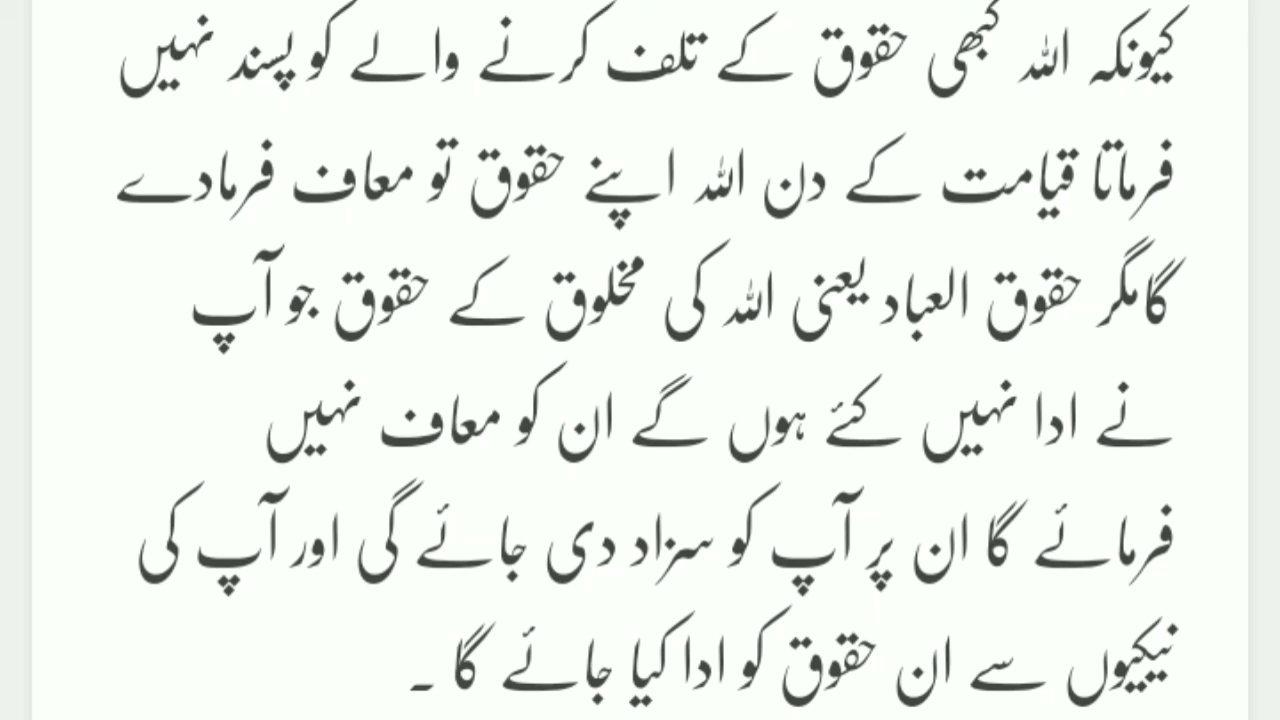 کیونکہ اللہ کبھی حقوق کے تلف کرنے والے کو پسند نہیں
فرماتا قیامت کے دن اللہ اپنے حقوق تو معاف فرمادے
گامگر حقوق العباد یعنی اللہ کی مخلوق کے حقوق جو آپ
نے ادا نہیں کئے ہوں گے ان کو معاف نہیں
فرمائے گا ان پر آپ کو سزاد دی جائے گی اور آپ کی
نیکیوں سے ان حقوق کو ادا کیا جائے گا ۔